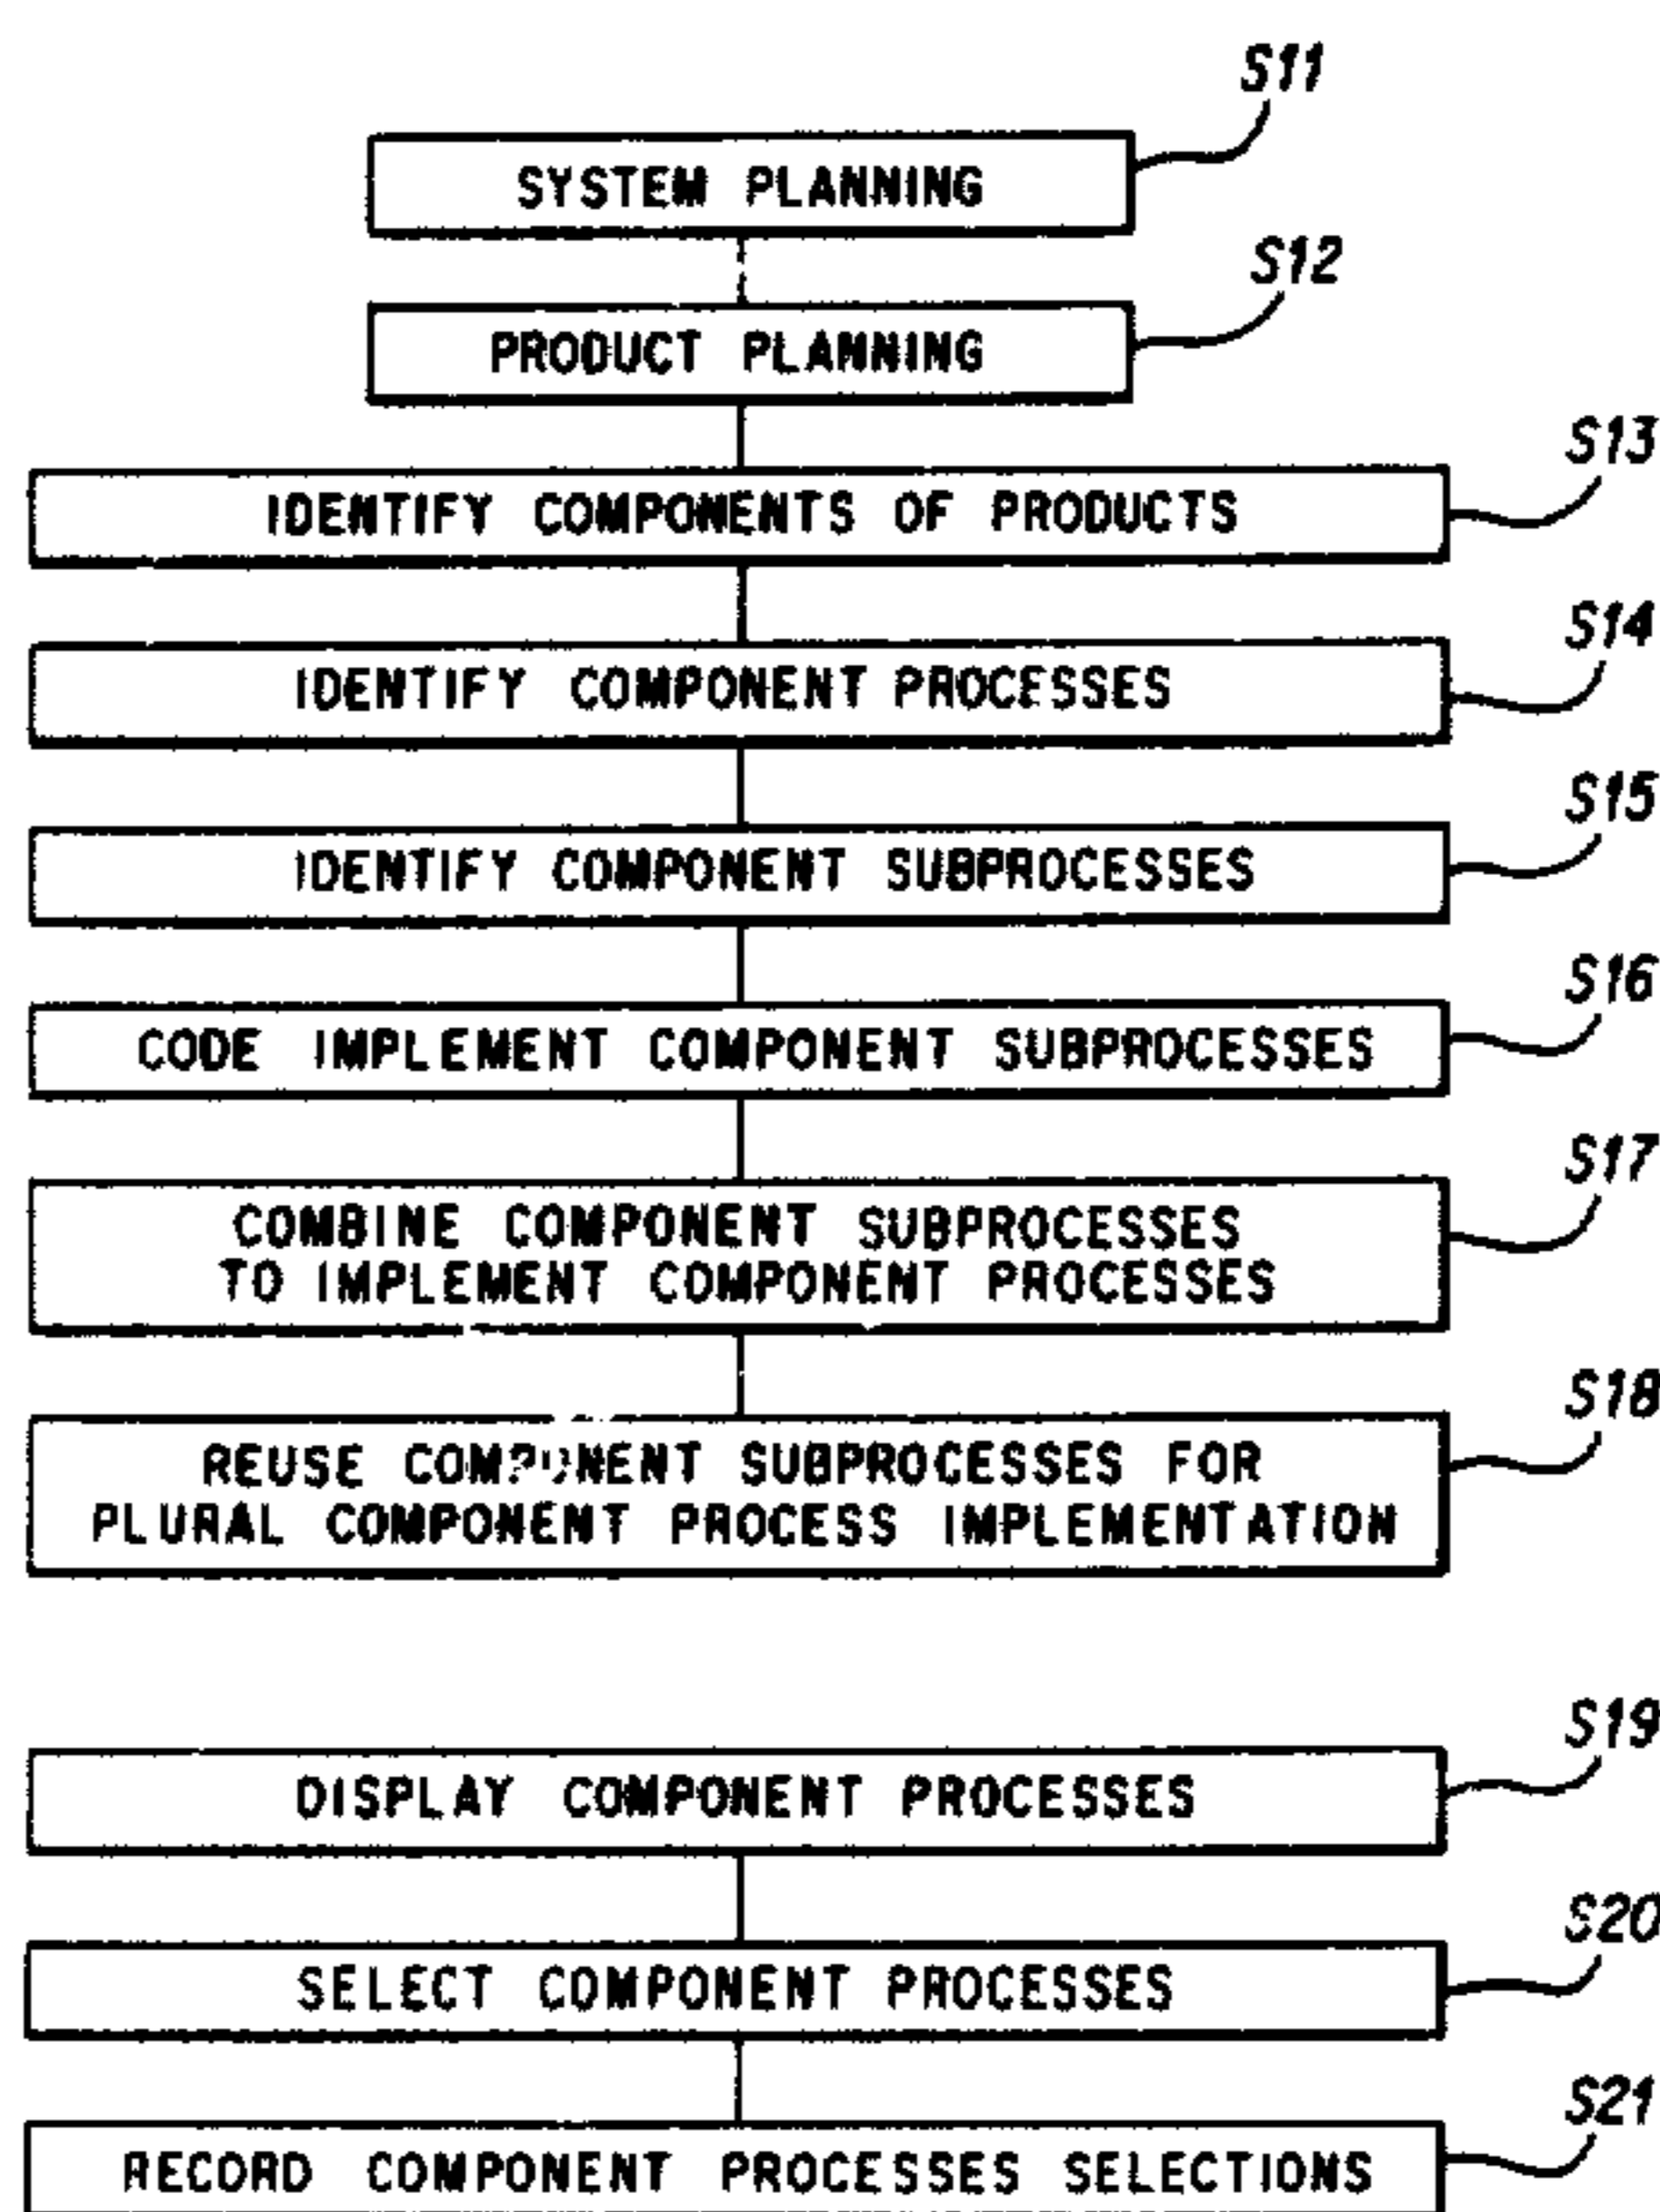 S11
SYSTEM PLANNING
S12
PRODUCT PLANNING
S13
IDENTIFY COMPONENTS OF PRODUCTS
S14
IDENTIFY COMPONENT PROCESSES
S15
IDENTIFY COMPONENT SUBPROCESSES
S16
CODE IMPLEMENT COMPONENT SUBPROCESSES
S17
COMBINE COMPONENT SUBPROCESSES
TO IMPLEMENT COMPONENT PROCESSES
S18
REUSE COMPONENT SUBPROCESSES FOR
PLURAL COMPONENT PROCESS IMPLEMENTATION
S19
DISPLAY COMPONENT PROCESSES
S20
SELECT COMPONENT PROCESSES
S21
RECORD COMPONENT PROCESSES SELECTIONS